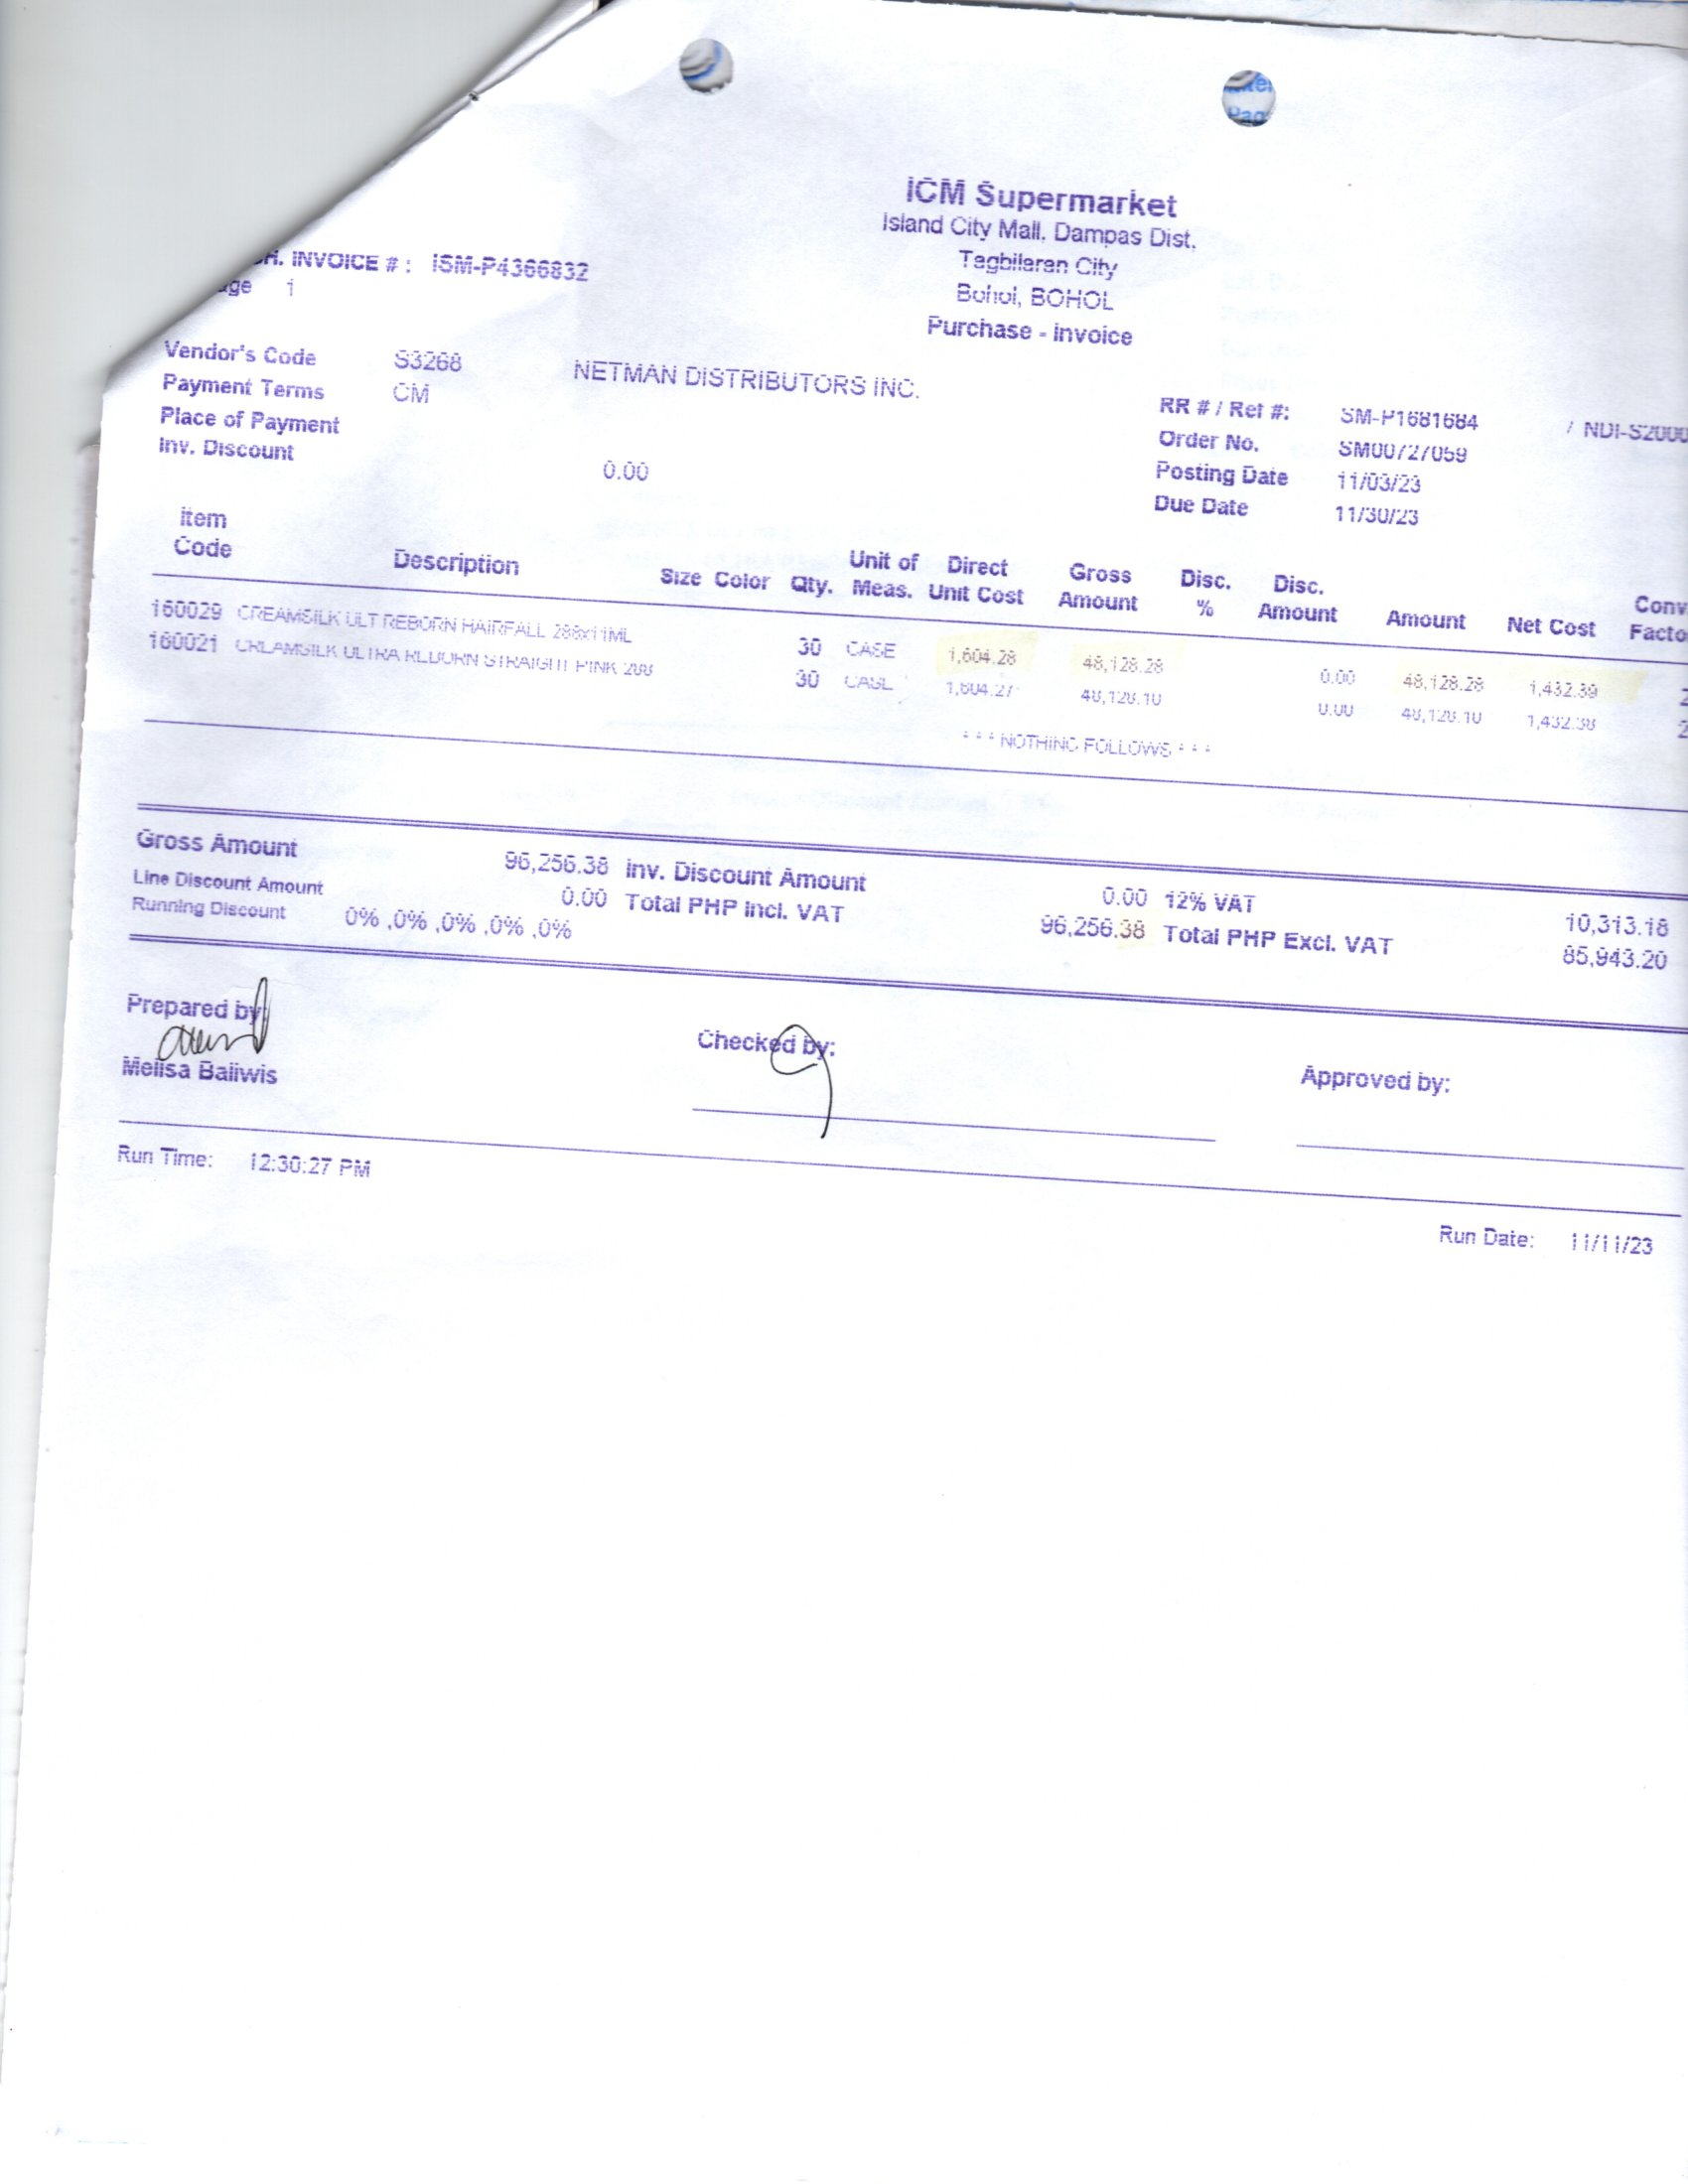 ICM Supermarket
Island City Mall, Dampas Dist.
Tagbilaran City
Bohol, BOHOL
Purchase - Invoice
H. INVOICE # : ISM-P4366832
ge 1
Vendor's Code S3268 NETMAN DISTRIBUTORS INC.
Payment Terms CM
Place of Payment
Inv. Discount 0.00
RR # / Ref #: SM-P1681684 / NDI-S2000
Order No. SM00727059
Posting Date 11/03/23
Due Date 11/30/23
Item Code Description Size Color Qty. Unit of Meas. Direct Unit Cost Gross Amount Disc. % Disc. Amount Amount Net Cost Conv Facto
160029 CREAMSILK ULT REBORN HAIRFALL 288x11ML 30 CASE 1,604.28 48,128.28 0.00 48,128.28 1,432.39 2
160021 CREAMSILK ULTRA REBORN STRAIGHT PINK 288 30 CASE 1,604.27 48,128.10 0.00 48,128.10 1,432.38 2
* * * NOTHING FOLLOWS * * *
Gross Amount 96,256.38 Inv. Discount Amount 0.00 12% VAT 10,313.18
Line Discount Amount 0.00 Total PHP Incl. VAT 96,256.38 Total PHP Excl. VAT 85,943.20
Running Discount 0% ,0% ,0% ,0% ,0%
Prepared by: Checked by: Approved by:
Melisa Baliwis
Run Time: 12:30:27 PM Run Date: 11/11/23